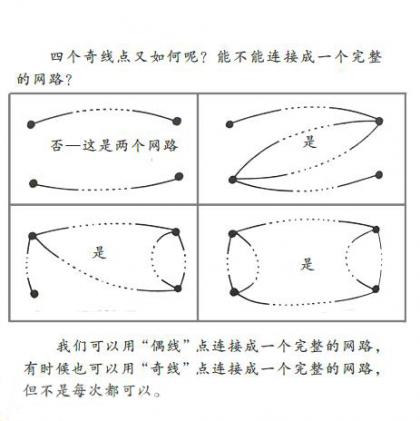 四个奇线点又如何呢？能不能连接成一个完整
的网路？
否—这是两个网路
是
是
是
我们可以用“偶线”点连接成一个完整的网路，
有时候也可以用“奇线”点连接成一个完整的网路，
但不是每次都可以。